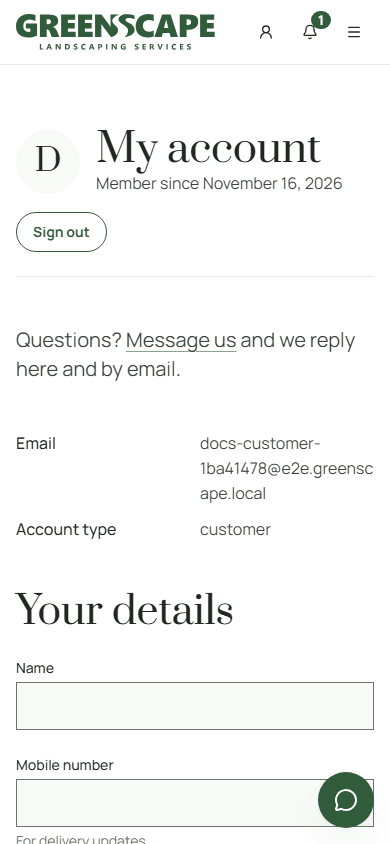 GREENSCAPE
LANDSCAPING SERVICES
1
D
My account
Member since November 16, 2026
Sign out
Questions? Message us and we reply
here and by email.
Email
docs-customer-
1ba41478@e2e.greensc
ape.local
Account type
customer
Your details
Name
Mobile number
For delivery updates